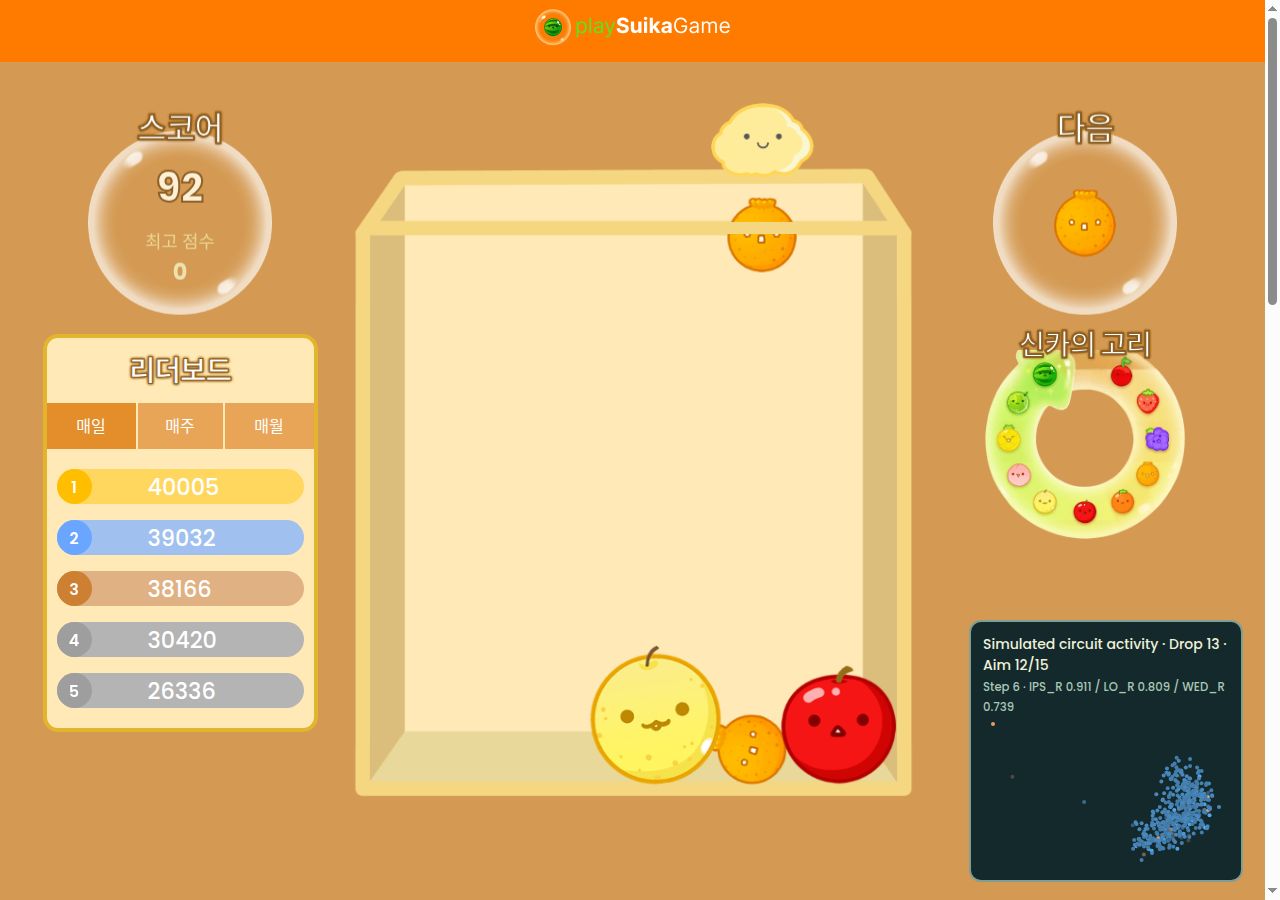 playSuikaGame
스코어
92
최고 점수
0
리더보드
매일 매주 매월
1 40005
2 39032
3 38166
4 30420
5 26336
다음
신카의 고리
Simulated circuit activity · Drop 13 ·
Aim 12/15
Step 6 · IPS_R 0.911 / LO_R 0.809 / WED_R
0.739